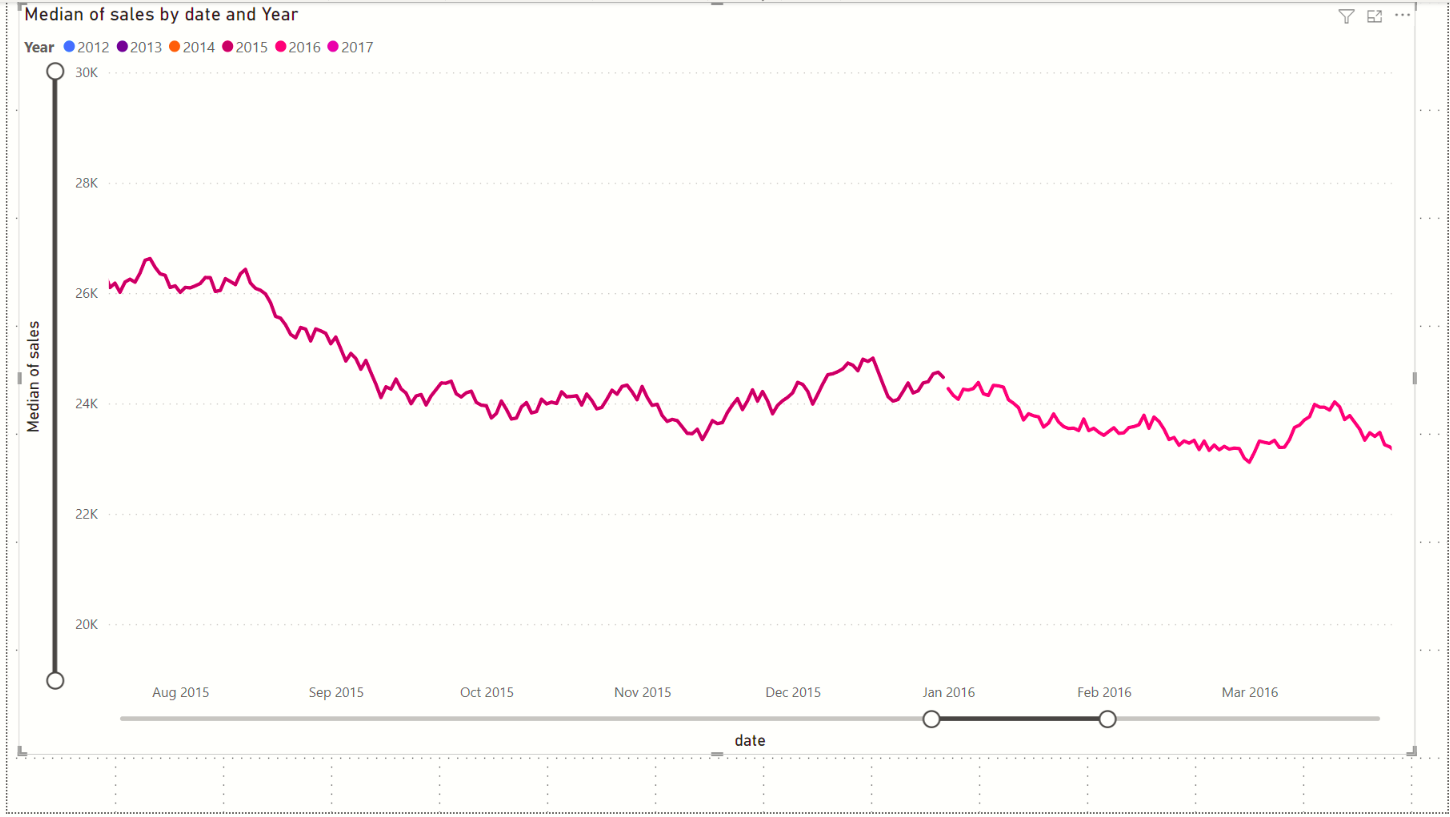 Median of sales by date and Year
Year 2012 2013 2014 2015 2016 2017
30K
28K
26K
24K
22K
20K
Median of sales
Aug 2015 Sep 2015 Oct 2015 Nov 2015 Dec 2015 Jan 2016 Feb 2016 Mar 2016
date